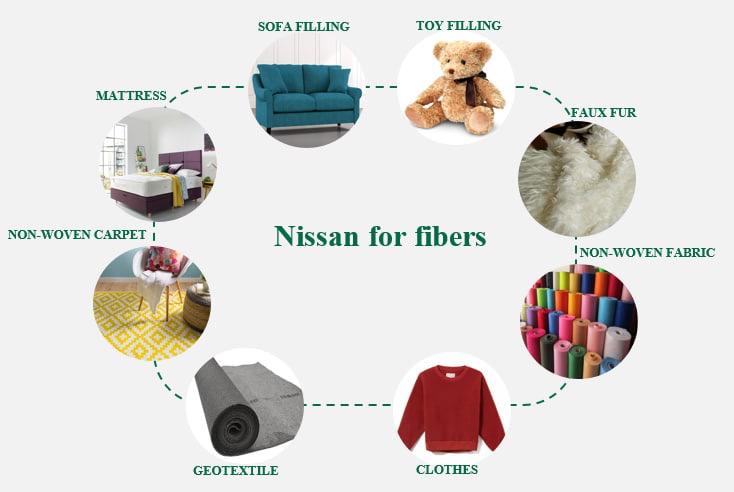 SOFA FILLING
TOY FILLING
MATTRESS
FAUX FUR
NON-WOVEN CARPET
Nissan for fibers
NON-WOVEN FABRIC
GEOTEXTILE
CLOTHES